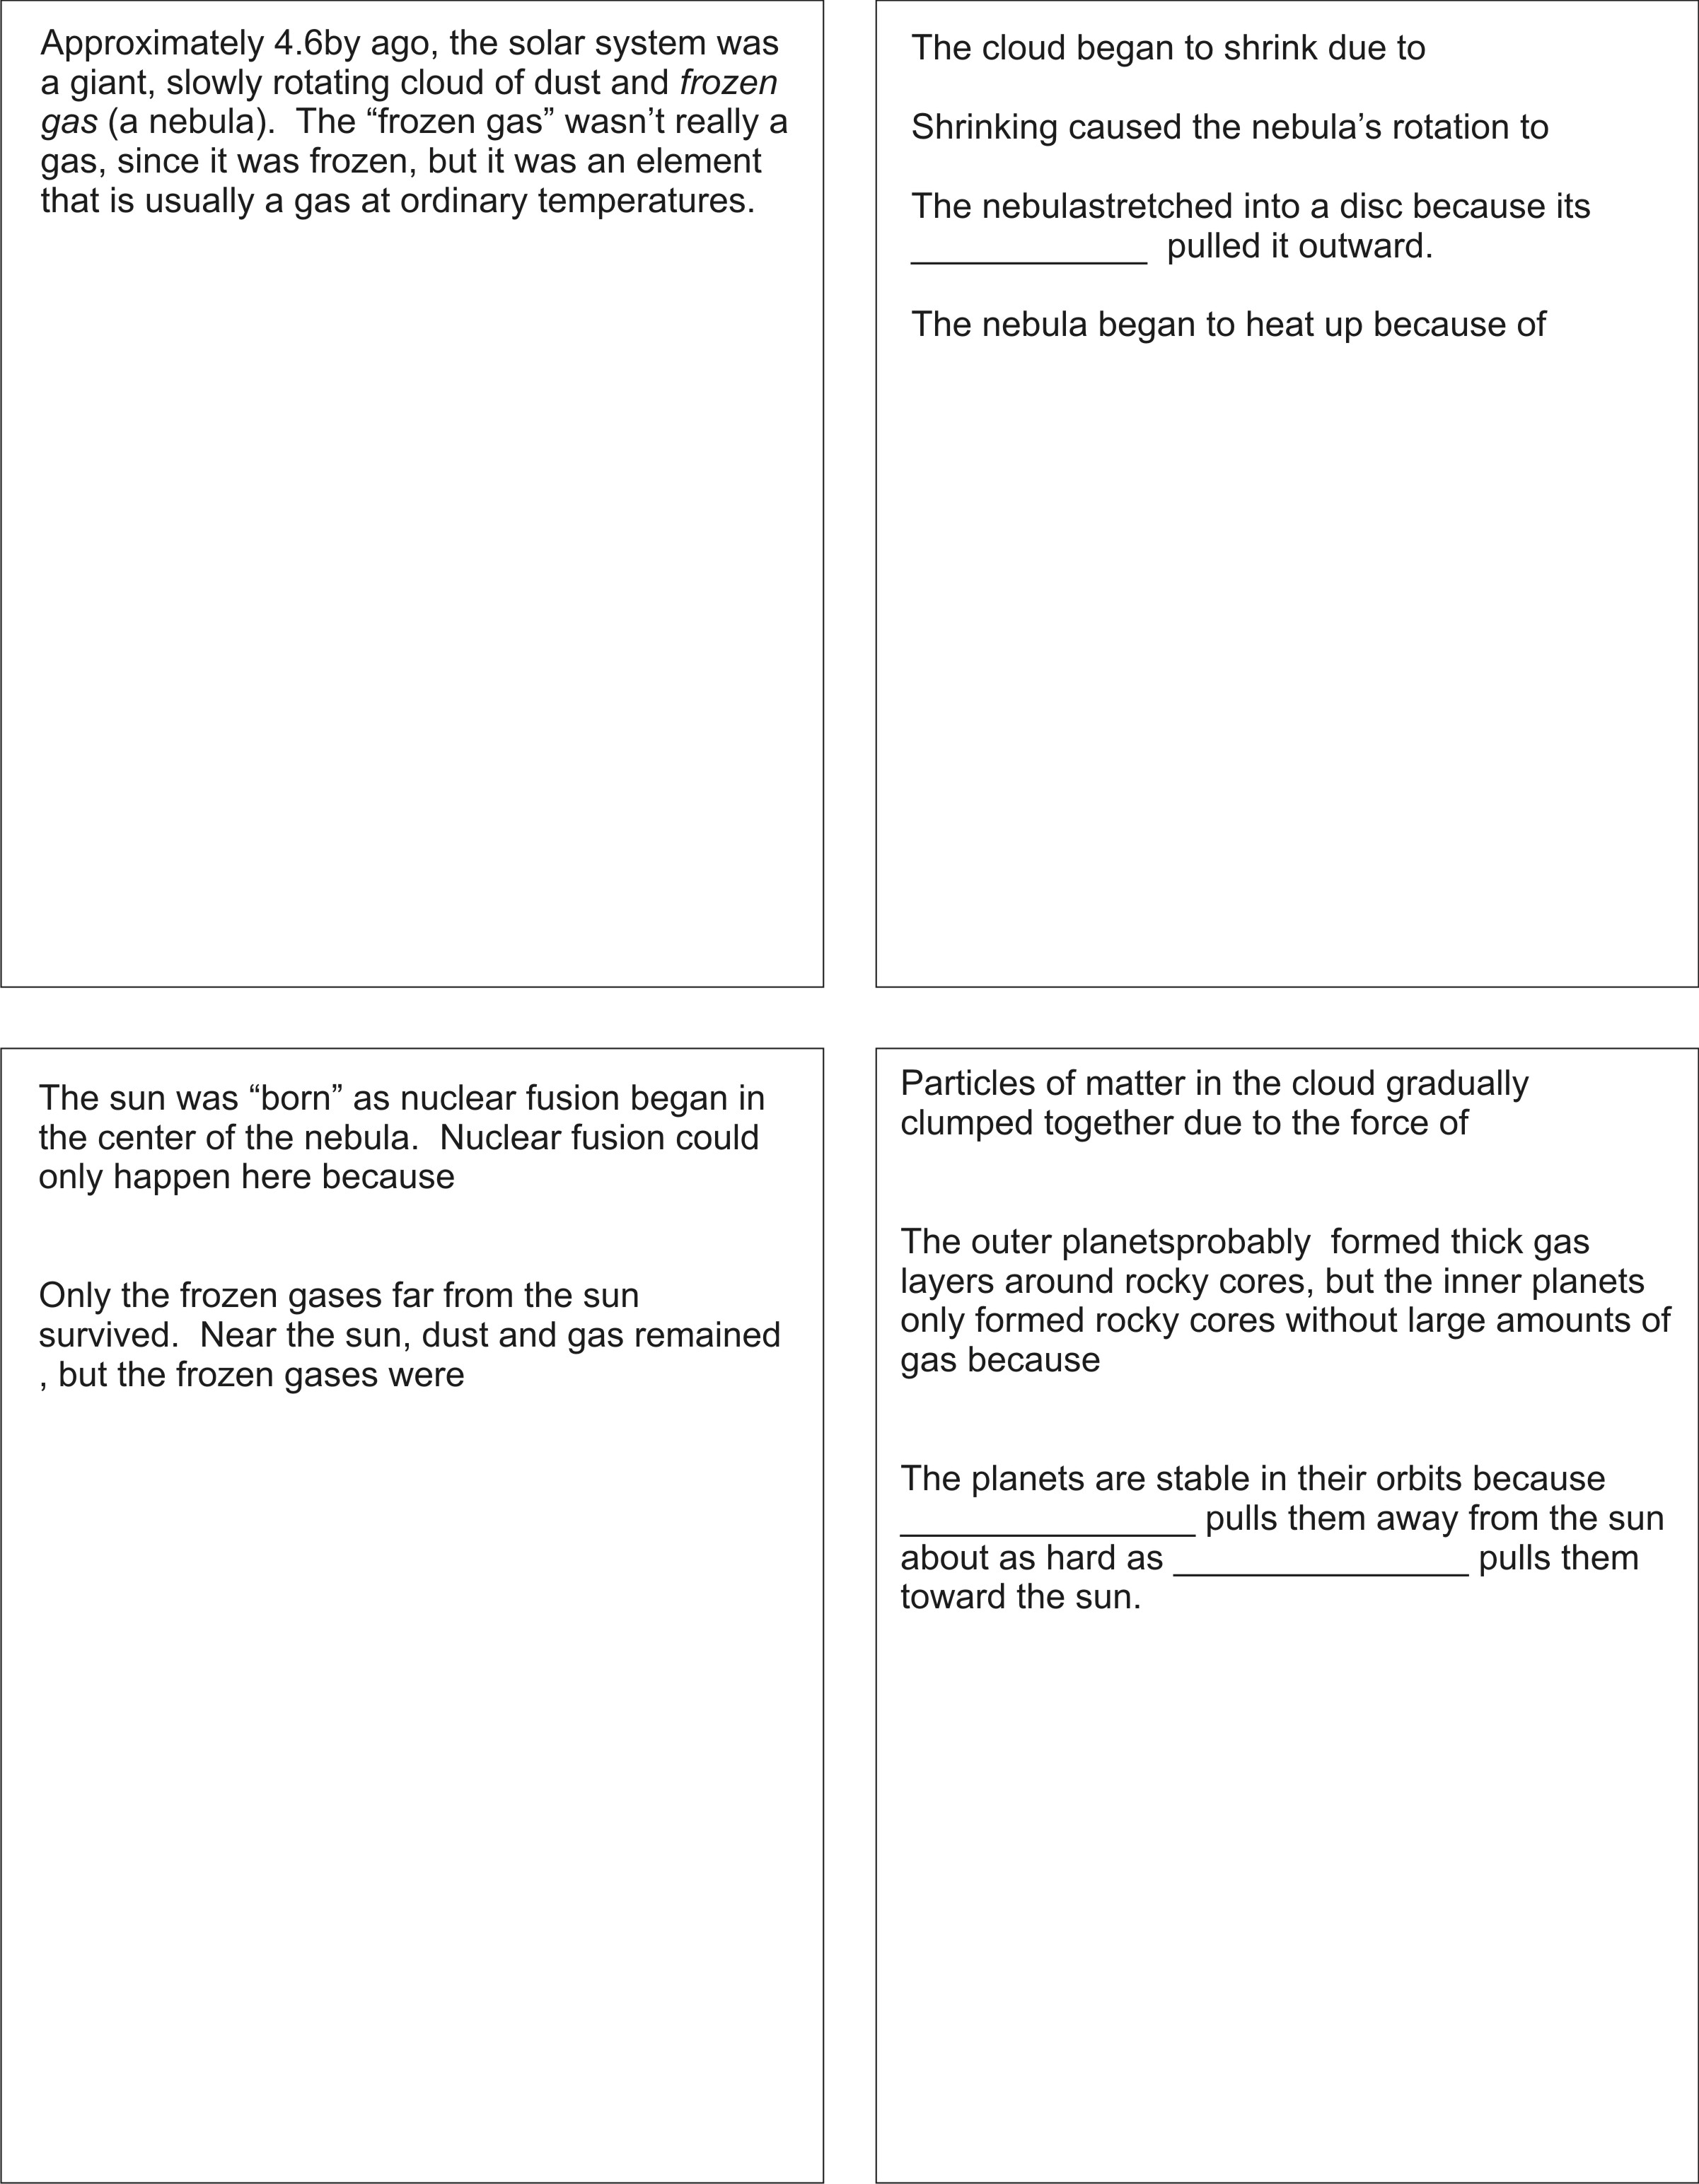 Approximately 4.6by ago, the solar system was
a giant, slowly rotating cloud of dust and frozen
gas (a nebula).  The “frozen gas” wasn’t really a
gas, since it was frozen, but it was an element
that is usually a gas at ordinary temperatures.
The cloud began to shrink due to
Shrinking caused the nebula’s rotation to
The nebulastretched into a disc because its
____________ pulled it outward.
The nebula began to heat up because of
The sun was “born” as nuclear fusion began in
the center of the nebula.  Nuclear fusion could
only happen here because
Only the frozen gases far from the sun
survived.  Near the sun, dust and gas remained
, but the frozen gases were
Particles of matter in the cloud gradually
clumped together due to the force of
The outer planetsprobably  formed thick gas
layers around rocky cores, but the inner planets
only formed rocky cores without large amounts of
gas because
The planets are stable in their orbits because
_______________ pulls them away from the sun
about as hard as _______________ pulls them
toward the sun.